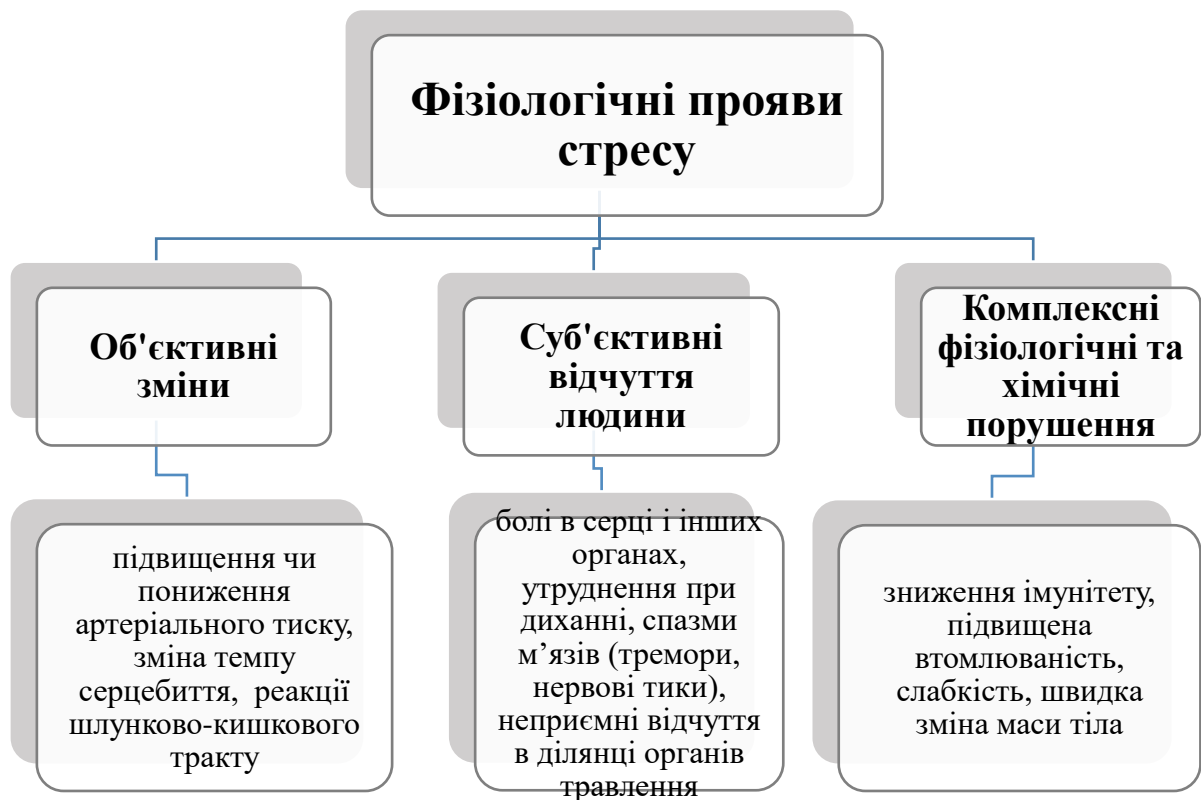 Фізіологічні прояви
стресу
Об'єктивні
зміни
Суб'єктивні
відчуття
людини
Комплексні
фізіологічні та
хімічні
порушення
підвищення чи
пониження
артеріального тиску,
зміна темпу
серцебиття, реакції
шлунково-кишкового
тракту
болі в серці і інших
органах,
утруднення при
диханні, спазми
м’язів (тремори,
нервові тики),
неприємні відчуття
в ділянці органів
травлення
зниження імунітету,
підвищена
втомлюваність,
слабкість, швидка
зміна маси тіла